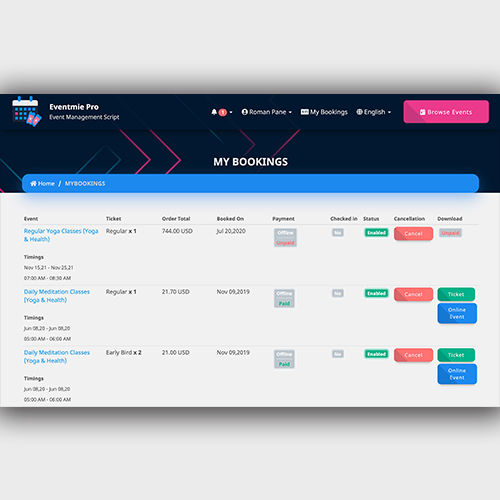 Eventmie Pro
Event Management Script
1
Roman Pane
My Bookings
English
Browse Events
MY BOOKINGS
Home / MYBOOKINGS
Event Ticket Order Total Booked On Payment Checked in Status Cancellation Download
Regular Yoga Classes (Yoga & Health) Regular x 1 744.00 USD Jul 20,2020 Offline Unpaid No Enabled Cancel Unpaid
Timings
Nov 15,21 - Nov 25,21
07:00 AM - 08:30 AM
Daily Meditation Classes (Yoga & Health) Regular x 1 21.70 USD Nov 09,2019 Offline Paid No Enabled Cancel Ticket
Online Event
Timings
Jun 08,20 - Jun 08,20
05:00 AM - 06:00 AM
Daily Meditation Classes (Yoga & Health) Early Bird x 2 21.00 USD Nov 09,2019 Offline Paid No Enabled Cancel Ticket
Online Event
Timings
Jun 08,20 - Jun 08,20
05:00 AM - 06:00 AM